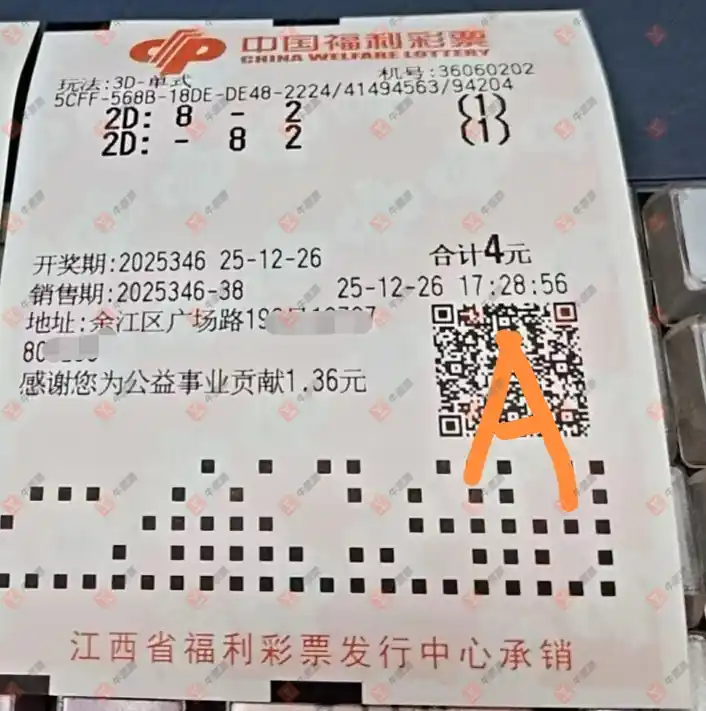 中国福利彩票
CHINA WELFARE LOTTERY
玩法:3D-单式 机号:36060202
5CFF-568B-18DE-DE48-2224/41494563/94204
2D: 8 - 2 (1)
2D: - 8 2 (1)
合计4元
开奖期:2025346 25-12-26
销售期:2025346-38 25-12-26 17:28:56
地址:余江区广场路19
80
感谢您为公益事业贡献1.36元
A
江西省福利彩票发行中心承销